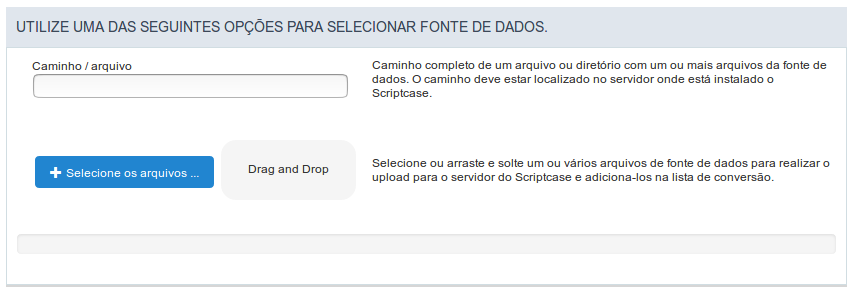 UTILIZE UMA DAS SEGUINTES OPÇÕES PARA SELECIONAR FONTE DE DADOS.
Caminho / arquivo
Caminho completo de um arquivo ou diretório com um ou mais arquivos da fonte de
dados. O caminho deve estar localizado no servidor onde está instalado o
Scriptcase.
Selecione os arquivos ...
Drag and Drop
Selecione ou arraste e solte um ou vários arquivos de fonte de dados para realizar o
upload para o servidor do Scriptcase e adiciona-los na lista de conversão.